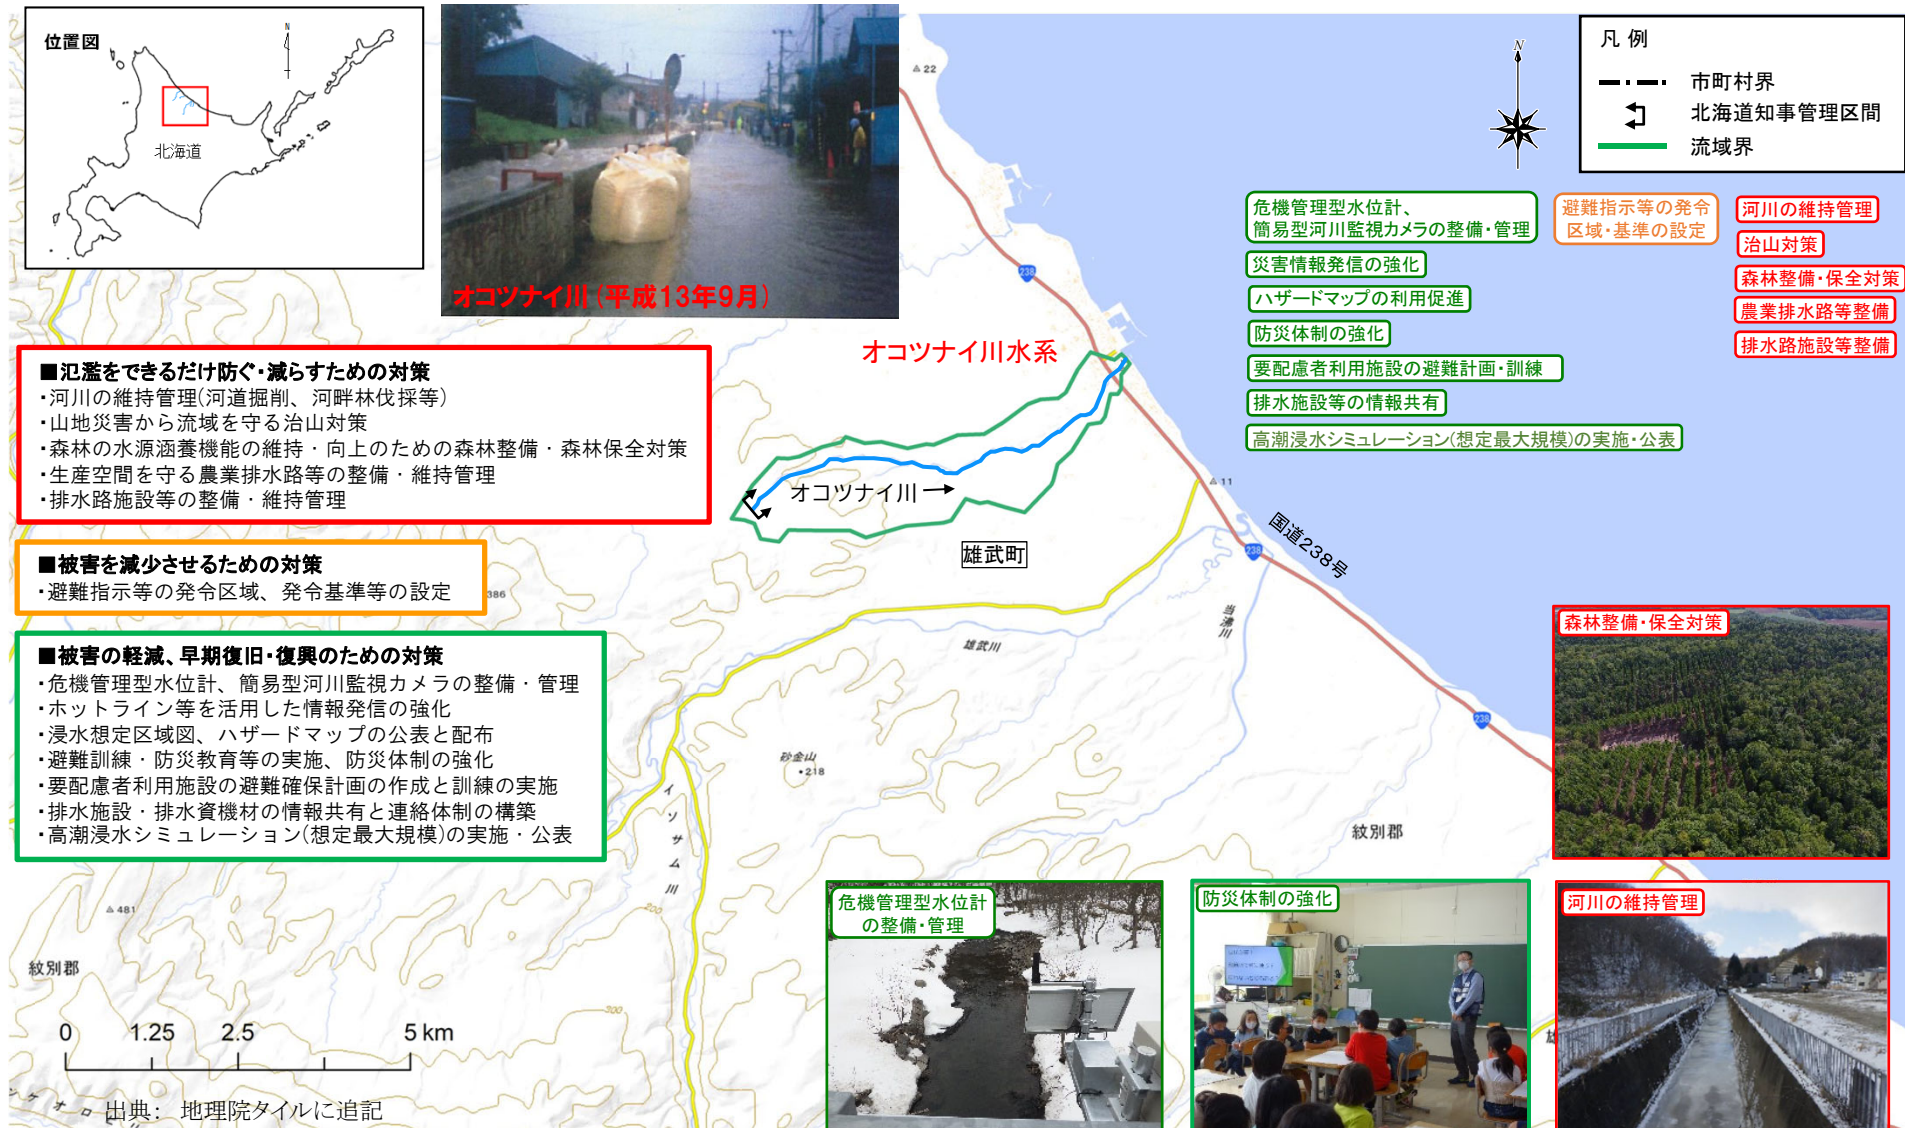 位置図
N
北海道
オコツナイ川(平成13年9月)
N
凡 例
市町村界
北海道知事管理区間
流域界
危機管理型水位計、
簡易型河川監視カメラの整備・管理
災害情報発信の強化
ハザードマップの利用促進
防災体制の強化
要配慮者利用施設の避難計画・訓練
排水施設等の情報共有
高潮浸水シミュレーション(想定最大規模)の実施・公表
避難指示等の発令
区域・基準の設定
河川の維持管理
治山対策
森林整備・保全対策
農業排水路等整備
排水路施設等整備
■氾濫をできるだけ防ぐ・減らすための対策
・河川の維持管理(河道掘削、河畔林伐採等)
・山地災害から流域を守る治山対策
・森林の水源涵養機能の維持・向上のための森林整備・森林保全対策
・生産空間を守る農業排水路等の整備・維持管理
・排水路施設等の整備・維持管理
■被害を減少させるための対策
・避難指示等の発令区域、発令基準等の設定
■被害の軽減、早期復旧・復興のための対策
・危機管理型水位計、簡易型河川監視カメラの整備・管理
・ホットライン等を活用した情報発信の強化
・浸水想定区域図、ハザードマップの公表と配布
・避難訓練・防災教育等の実施、防災体制の強化
・要配慮者利用施設の避難確保計画の作成と訓練の実施
・排水施設・排水資機材の情報共有と連絡体制の構築
・高潮浸水シミュレーション(想定最大規模)の実施・公表
22
238
オコツナイ川水系
オコツナイ川
11
雄武町
国道238号
238
386
当沸川
雄武川
238
砂金山
218
イソサム川
紋別郡
481
200
300
紋別郡
0 1.25 2.5 5 km
出典: 地理院タイルに追記
森林整備・保全対策
危機管理型水位計
の整備・管理
防災体制の強化
河川の維持管理